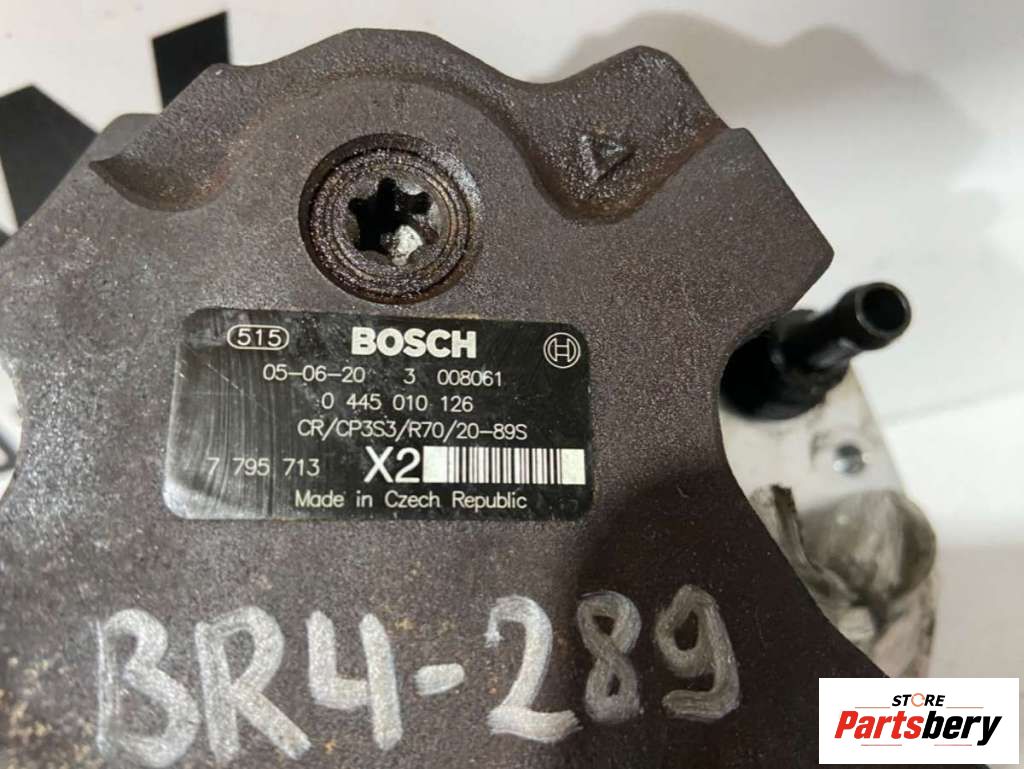 515 BOSCH
05-06-20 3 008061
0 445 010 126
CR/CP3S3/R70/20-89S
7 795 713 X2
Made in Czech Republic
BR4-289
STORE
Partsbery